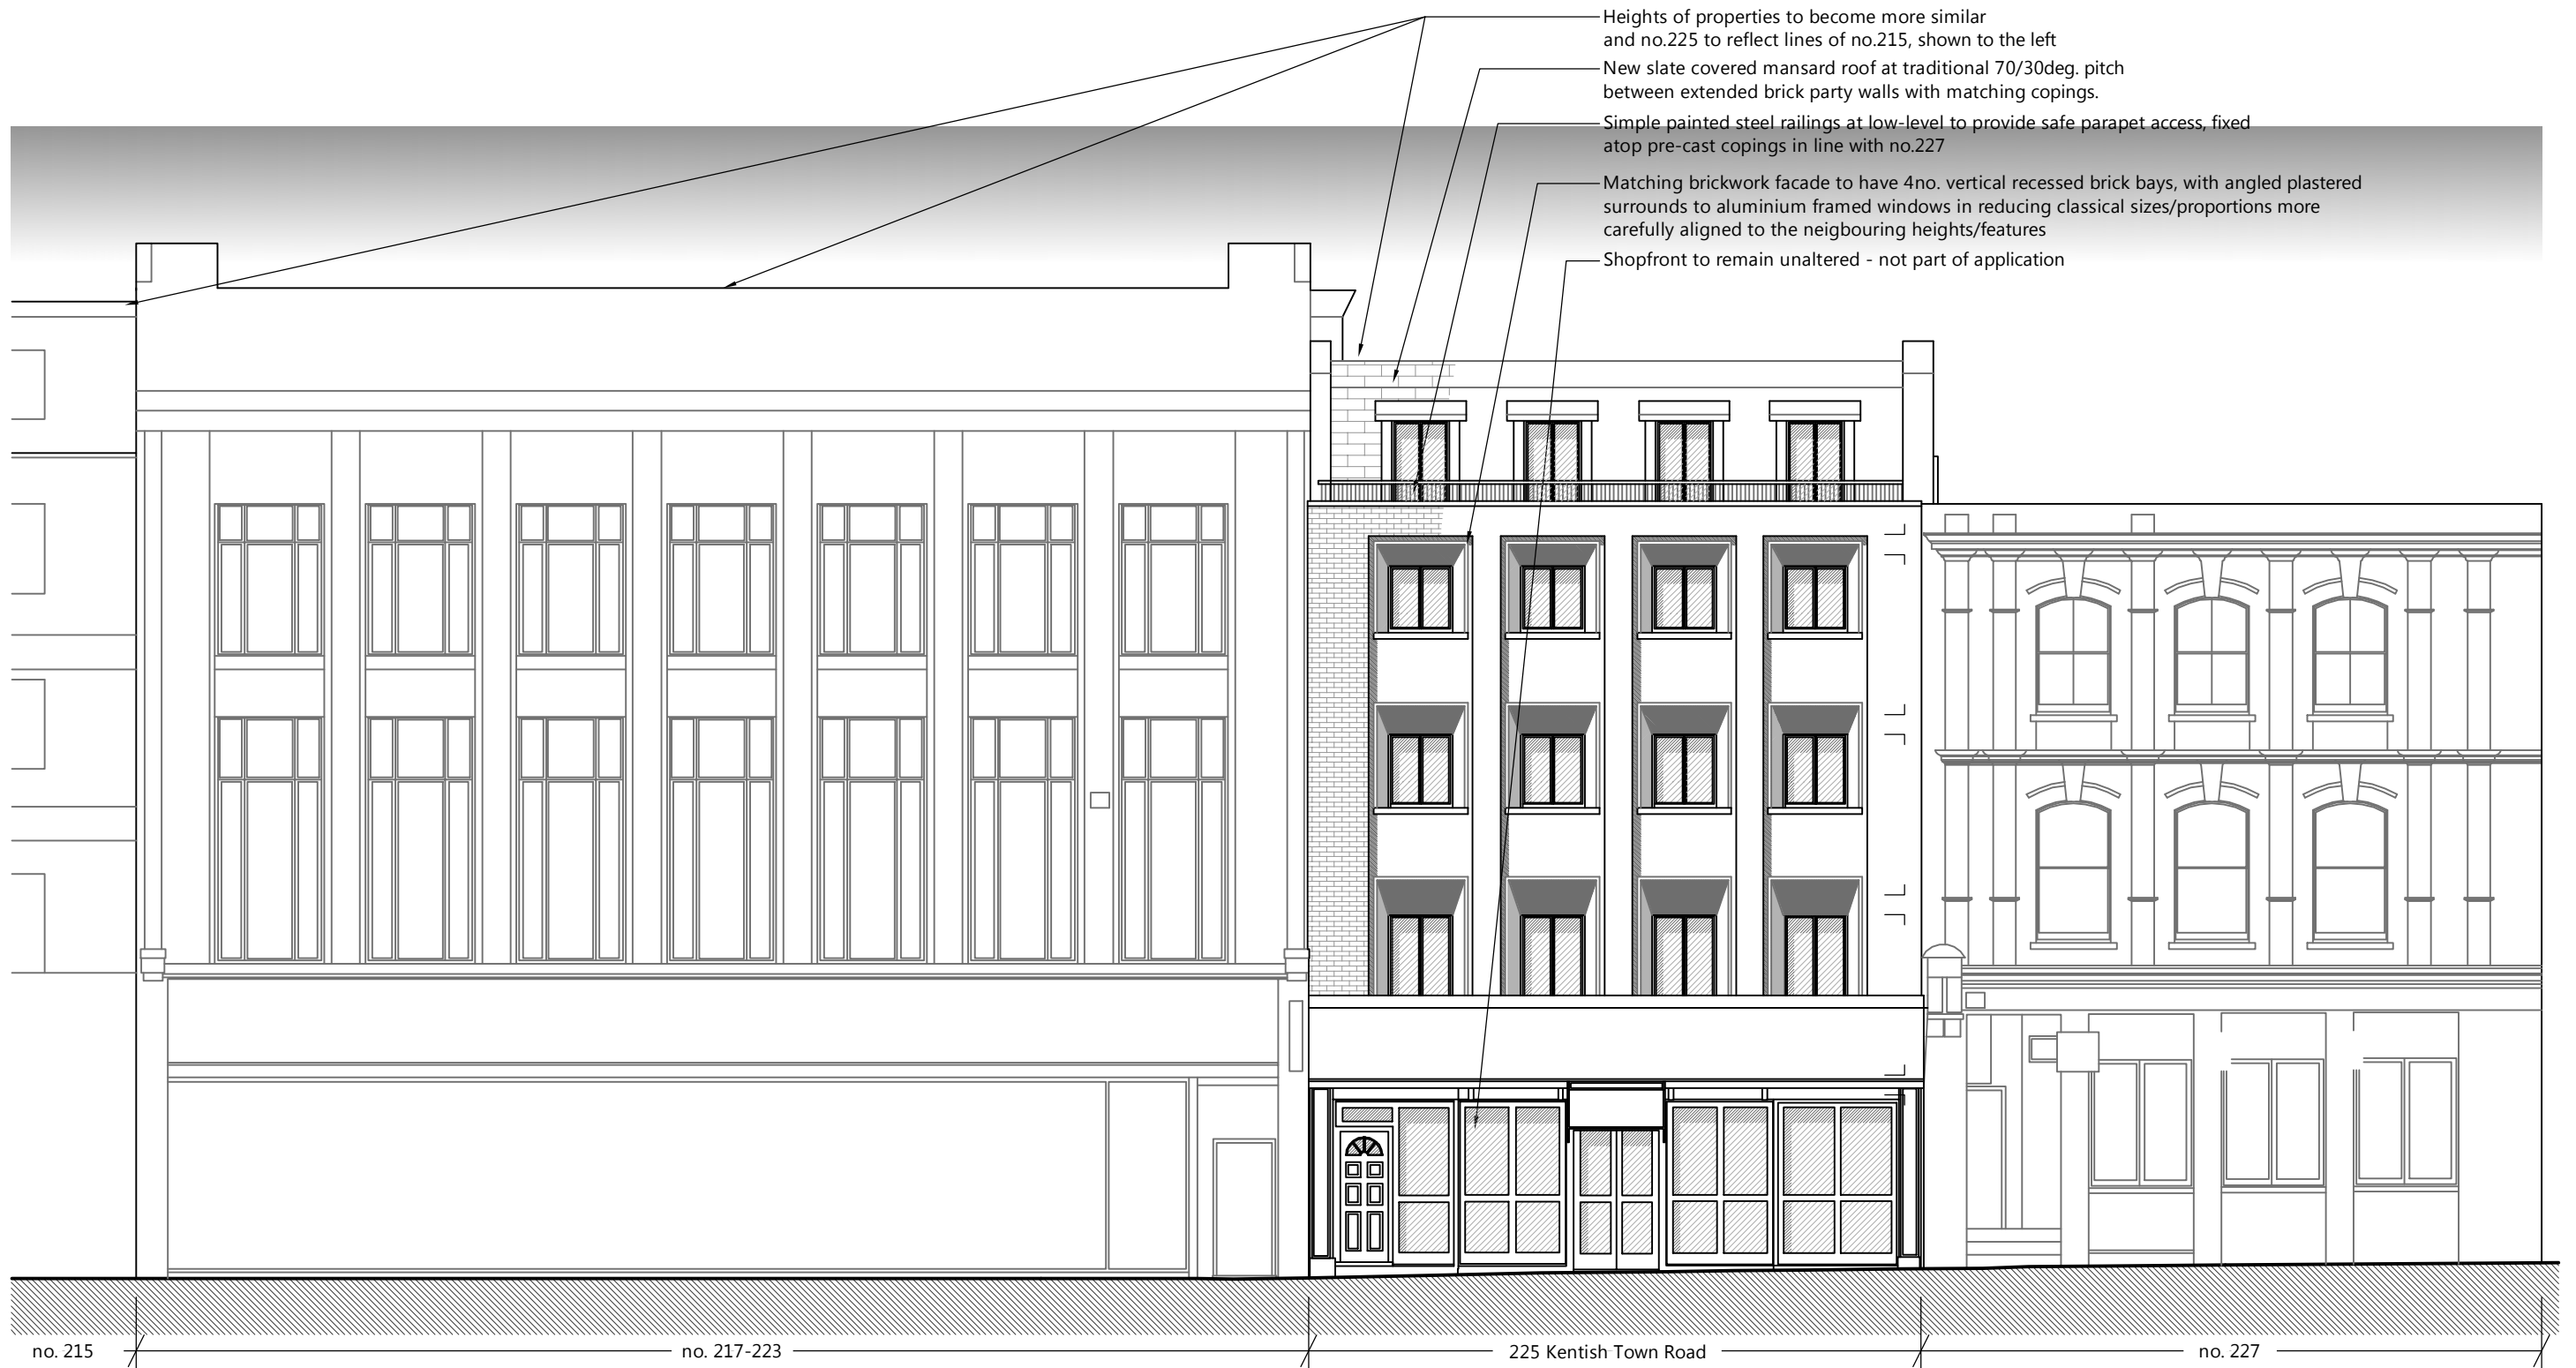 Heights of properties to become more similar
and no.225 to reflect lines of no.215, shown to the left
New slate covered mansard roof at traditional 70/30deg. pitch
between extended brick party walls with matching copings.
Simple painted steel railings at low-level to provide safe parapet access, fixed
atop pre-cast copings in line with no.227
Matching brickwork facade to have 4no. vertical recessed brick bays, with angled plastered
surrounds to aluminium framed windows in reducing classical sizes/proportions more
carefully aligned to the neigbouring heights/features
Shopfront to remain unaltered - not part of application
no. 215
no. 217-223
225 Kentish Town Road
no. 227